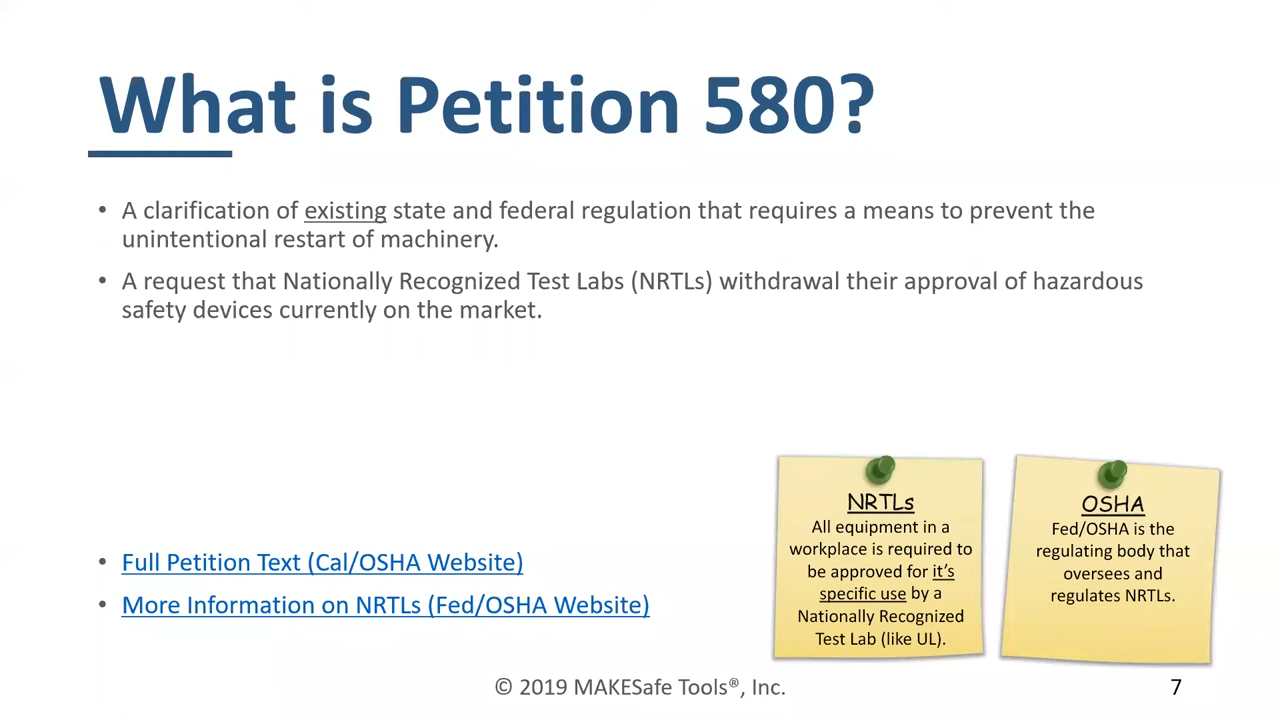 What is Petition 580?
• A clarification of existing state and federal regulation that requires a means to prevent the
unintentional restart of machinery.
• A request that Nationally Recognized Test Labs (NRTLs) withdrawal their approval of hazardous
safety devices currently on the market.
• Full Petition Text (Cal/OSHA Website)
• More Information on NRTLs (Fed/OSHA Website)
NRTLs
All equipment in a
workplace is required to
be approved for it's
specific use by a
Nationally Recognized
Test Lab (like UL).
OSHA
Fed/OSHA is the
regulating body that
oversees and
regulates NRTLs.
© 2019 MAKESafe Tools®, Inc.
7